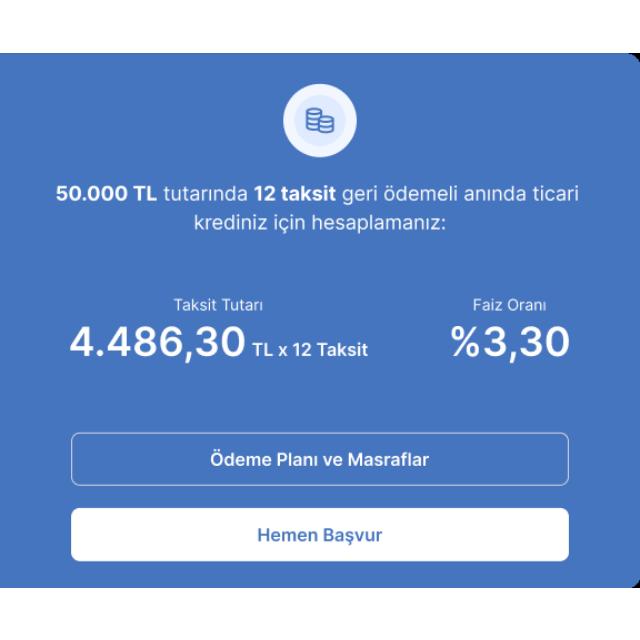 50.000 TL tutarında 12 taksit geri ödemeli anında ticari
krediniz için hesaplamanız:
Taksit Tutarı
4.486,30 TL x 12 Taksit
Faiz Oranı
%3,30
Ödeme Planı ve Masraflar
Hemen Başvur